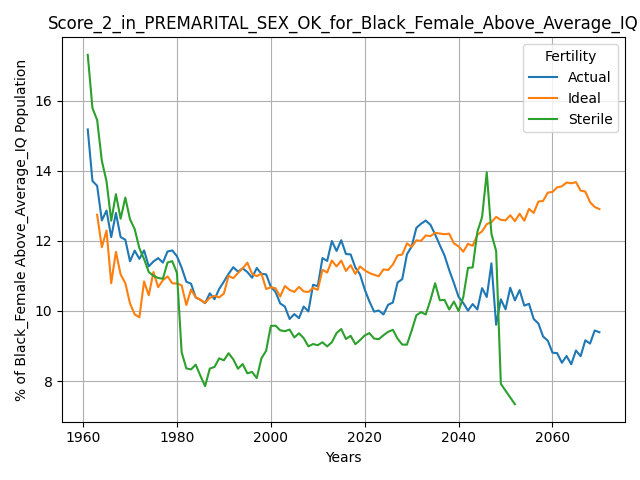 Score_2_in_PREMARITAL_SEX_OK_for_Black_Female_Above_Average_IQ
Fertility
Actual
Ideal
Sterile
% of Black_Female Above_Average_IQ Population
16
14
12
10
8
1960
1980
2000
2020
2040
2060
Years